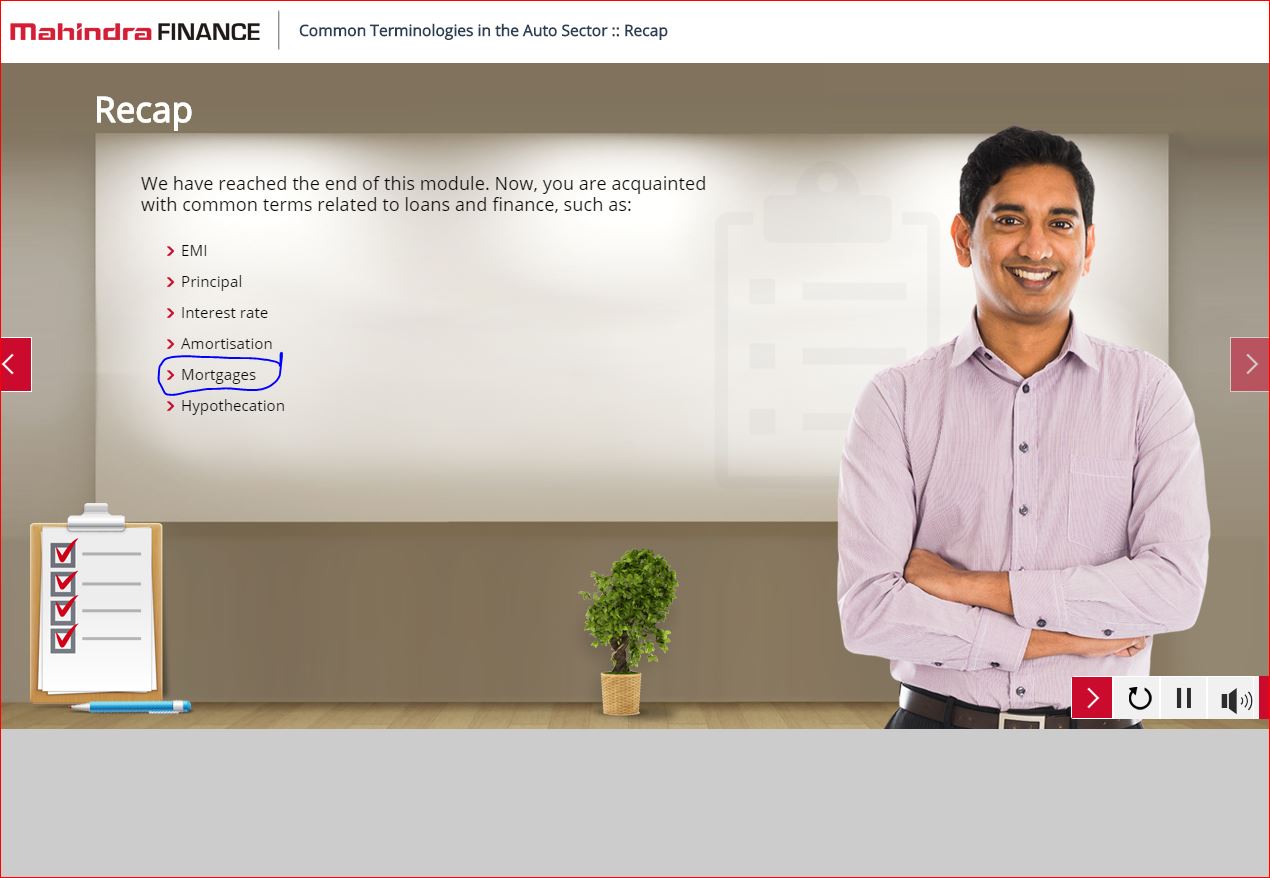 Mahindra FINANCE
Common Terminologies in the Auto Sector :: Recap
Recap
We have reached the end of this module. Now, you are acquainted
with common terms related to loans and finance, such as:
EMI
Principal
Interest rate
Amortisation
Mortgages
Hypothecation